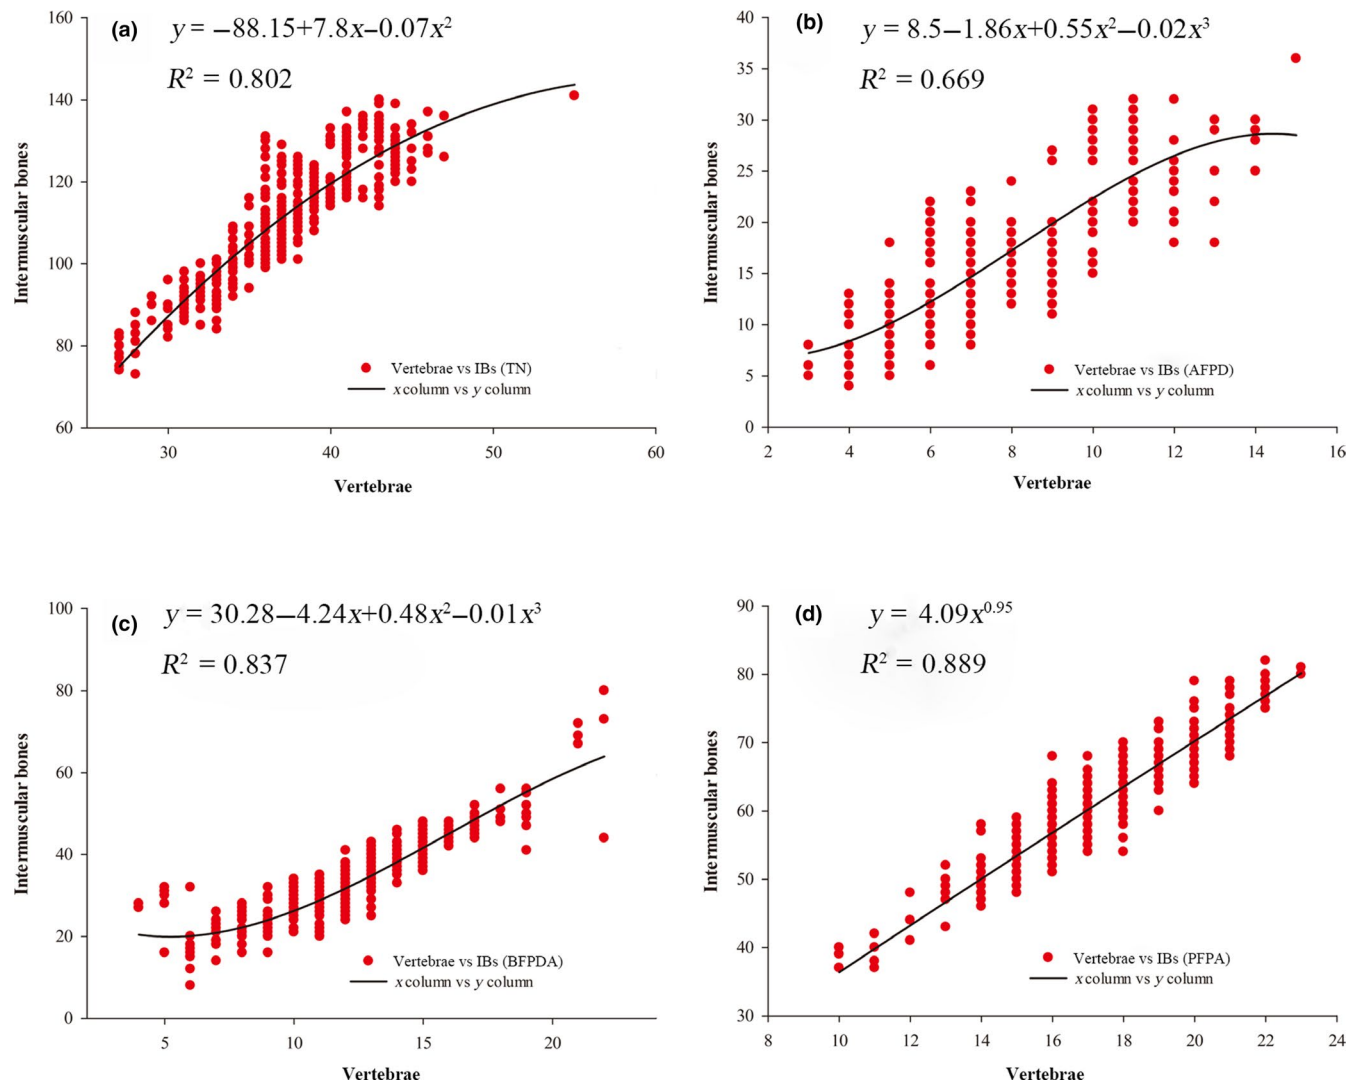 (a) y = −88.15+7.8x−0.07x²
R² = 0.802
160
140
120
100
80
60
Intermuscular bones
Vertebrae vs IBs (TN)
x column vs y column
30 40 50 60
Vertebrae
(b) y = 8.5−1.86x+0.55x²−0.02x³
R² = 0.669
40
35
30
25
20
15
10
5
0
Intermuscular bones
Vertebrae vs IBs (AFPD)
x column vs y column
2 4 6 8 10 12 14 16
Vertebrae
(c) y = 30.28−4.24x+0.48x²−0.01x³
R² = 0.837
100
80
60
40
20
0
Intermuscular bones
Vertebrae vs IBs (BFPDA)
x column vs y column
5 10 15 20
Vertebrae
(d) y = 4.09x⁰·⁹⁵
R² = 0.889
90
80
70
60
50
40
30
Intermuscular bones
Vertebrae vs IBs (PFPA)
x column vs y column
8 10 12 14 16 18 20 22 24
Vertebrae